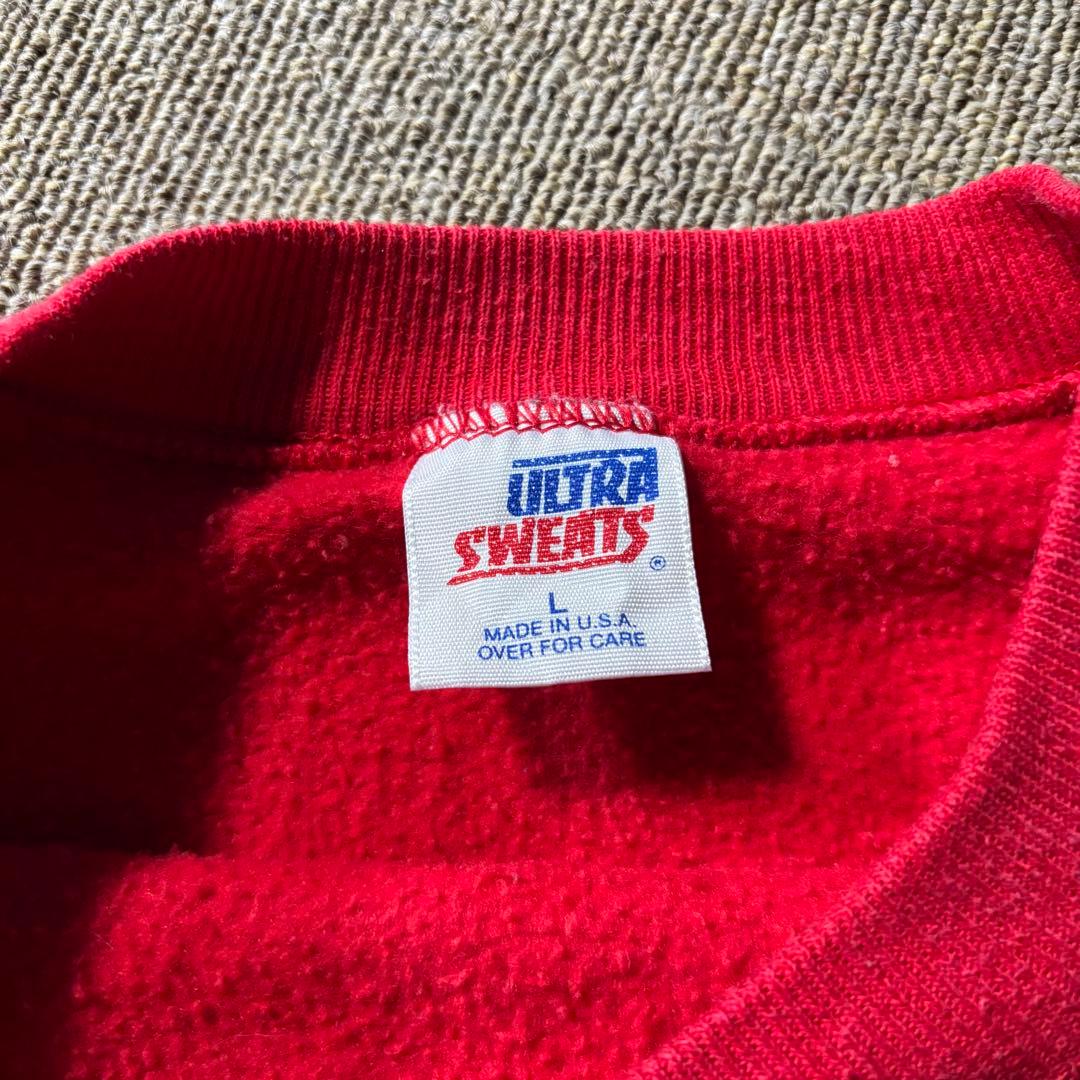 ULTRA
SWEATS®
L
MADE IN U.S.A.
OVER FOR CARE